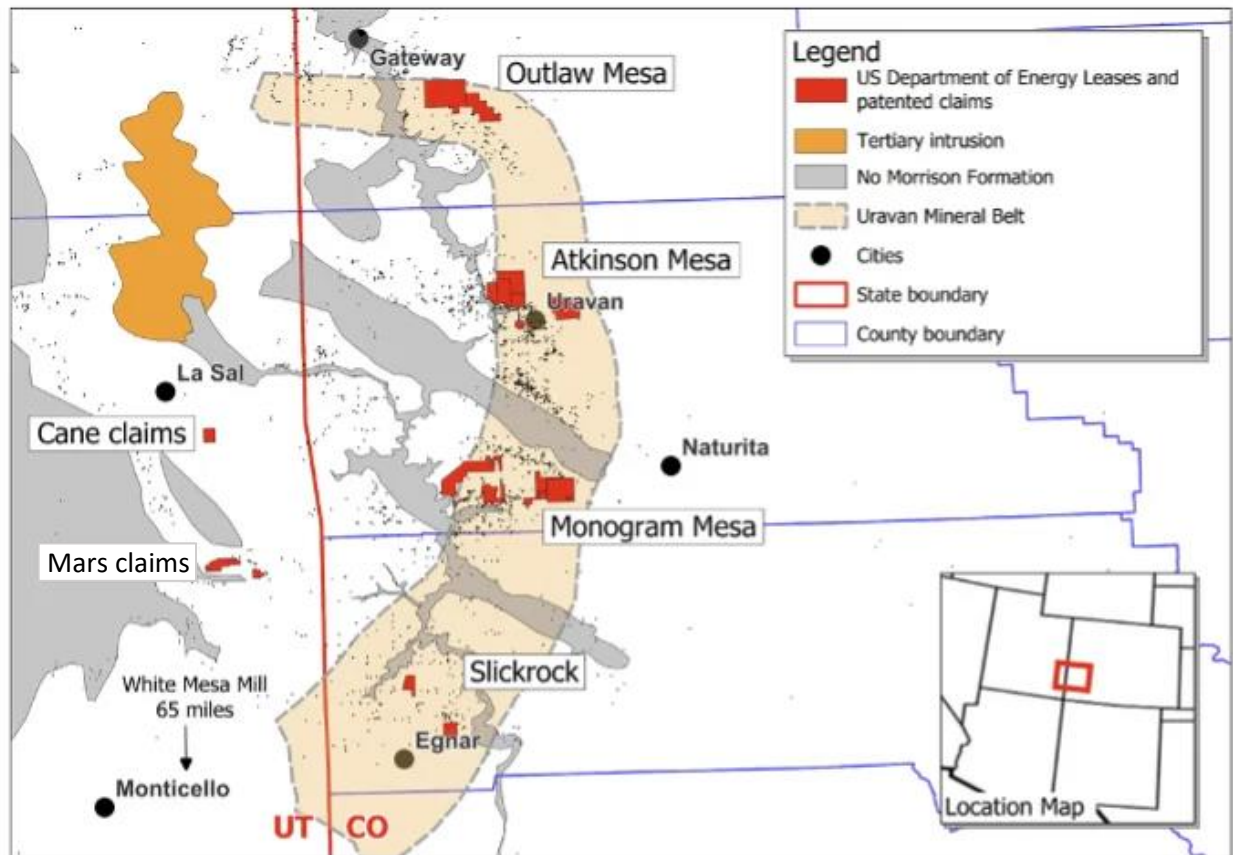 Gateway
Outlaw Mesa
Legend
US Department of Energy Leases and
patented claims
Tertiary intrusion
No Morrison Formation
Uravan Mineral Belt
Cities
State boundary
County boundary
Atkinson Mesa
Uravan
La Sal
Cane claims
Naturita
Monogram Mesa
Mars claims
Slickrock
White Mesa Mill
65 miles
Egnar
Monticello
UT CO
Location Map